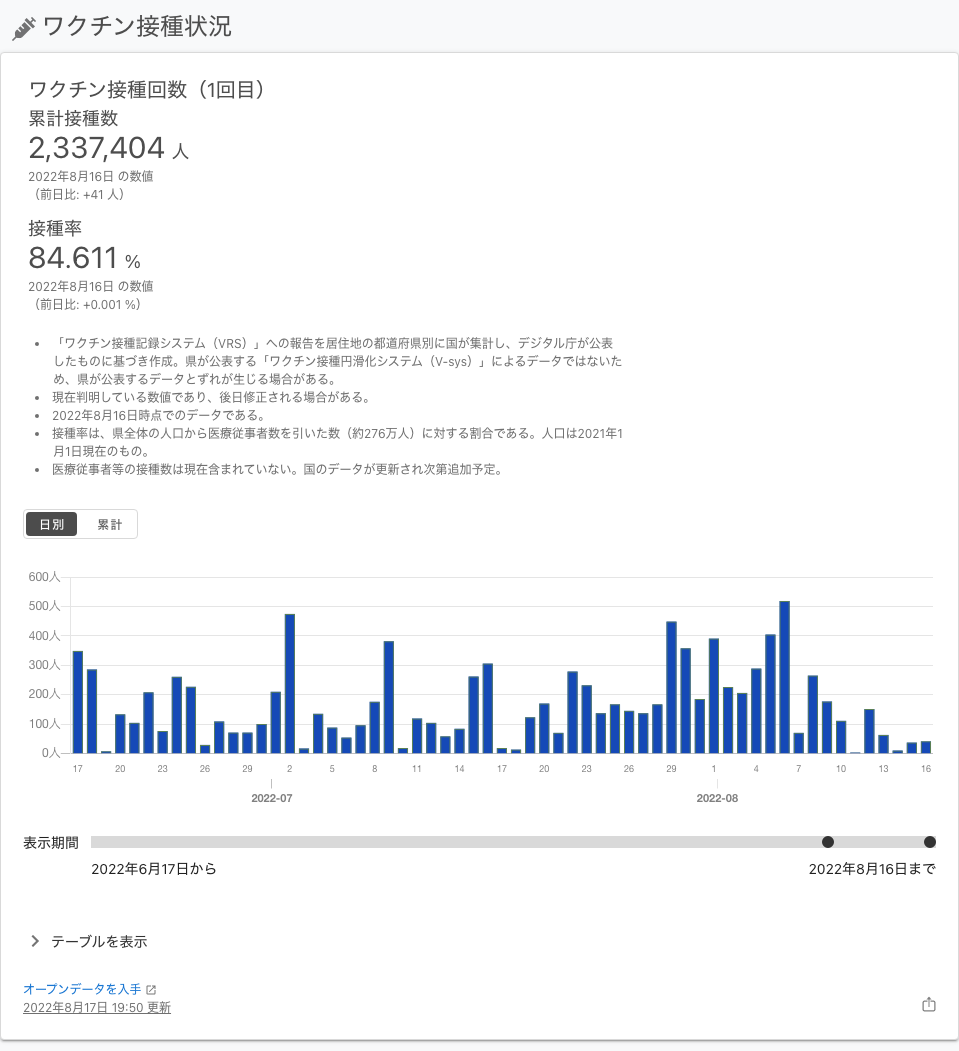 ワクチン接種状況
ワクチン接種回数（1回目）
累計接種数
2,337,404 人
2022年8月16日 の数値
（前日比: +41 人）
接種率
84.611 %
2022年8月16日 の数値
（前日比: +0.001 %）
• 「ワクチン接種記録システム（VRS）」への報告を居住地の都道府県別に国が集計し、デジタル庁が公表
したものに基づき作成。県が公表する「ワクチン接種円滑化システム（V-sys）」によるデータではないた
め、県が公表するデータとずれが生じる場合がある。
• 現在判明している数値であり、後日修正される場合がある。
• 2022年8月16日時点でのデータである。
• 接種率は、県全体の人口から医療従事者数を引いた数（約276万人）に対する割合である。人口は2021年1
月1日現在のもの。
• 医療従事者等の接種数は現在含まれていない。国のデータが更新され次第追加予定。
日別 累計
600人
500人
400人
300人
200人
100人
0人
17 20 23 26 29 2 5 8 11 14 17 20 23 26 29 1 4 7 10 13 16
2022-07 2022-08
表示期間
2022年6月17日から 2022年8月16日まで
テーブルを表示
オープンデータを入手
2022年8月17日 19:50 更新